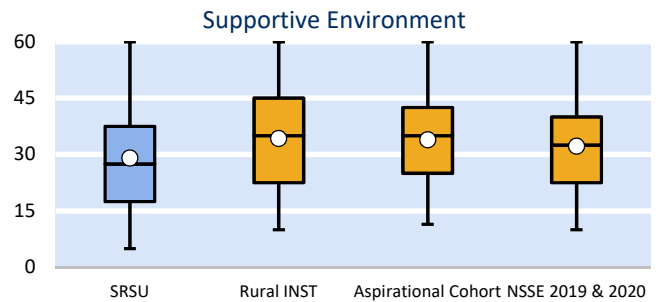 Supportive Environment
60
45
30
15
0
SRSU Rural INST Aspirational Cohort NSSE 2019 & 2020